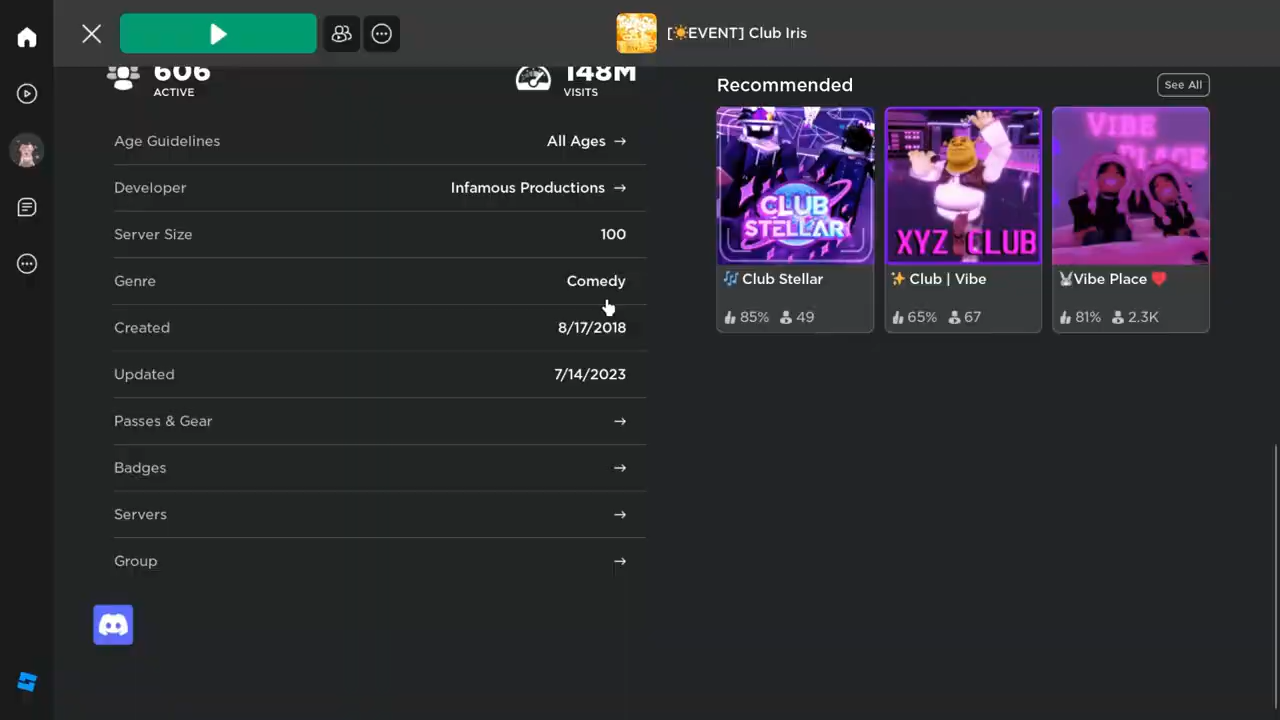 [☀️EVENT] Club Iris
606
ACTIVE
148M
VISITS
Age Guidelines
All Ages →
Developer
Infamous Productions →
Server Size
100
Genre
Comedy
Created
8/17/2018
Updated
7/14/2023
Passes & Gear →
Badges →
Servers →
Group →
Recommended
See All
CLUB
STELLAR
🎶 Club Stellar
85% 49
XYZ CLUB
✨ Club | Vibe
65% 67
VIBE
PLACE
🐰Vibe Place ♥️
81% 2.3K